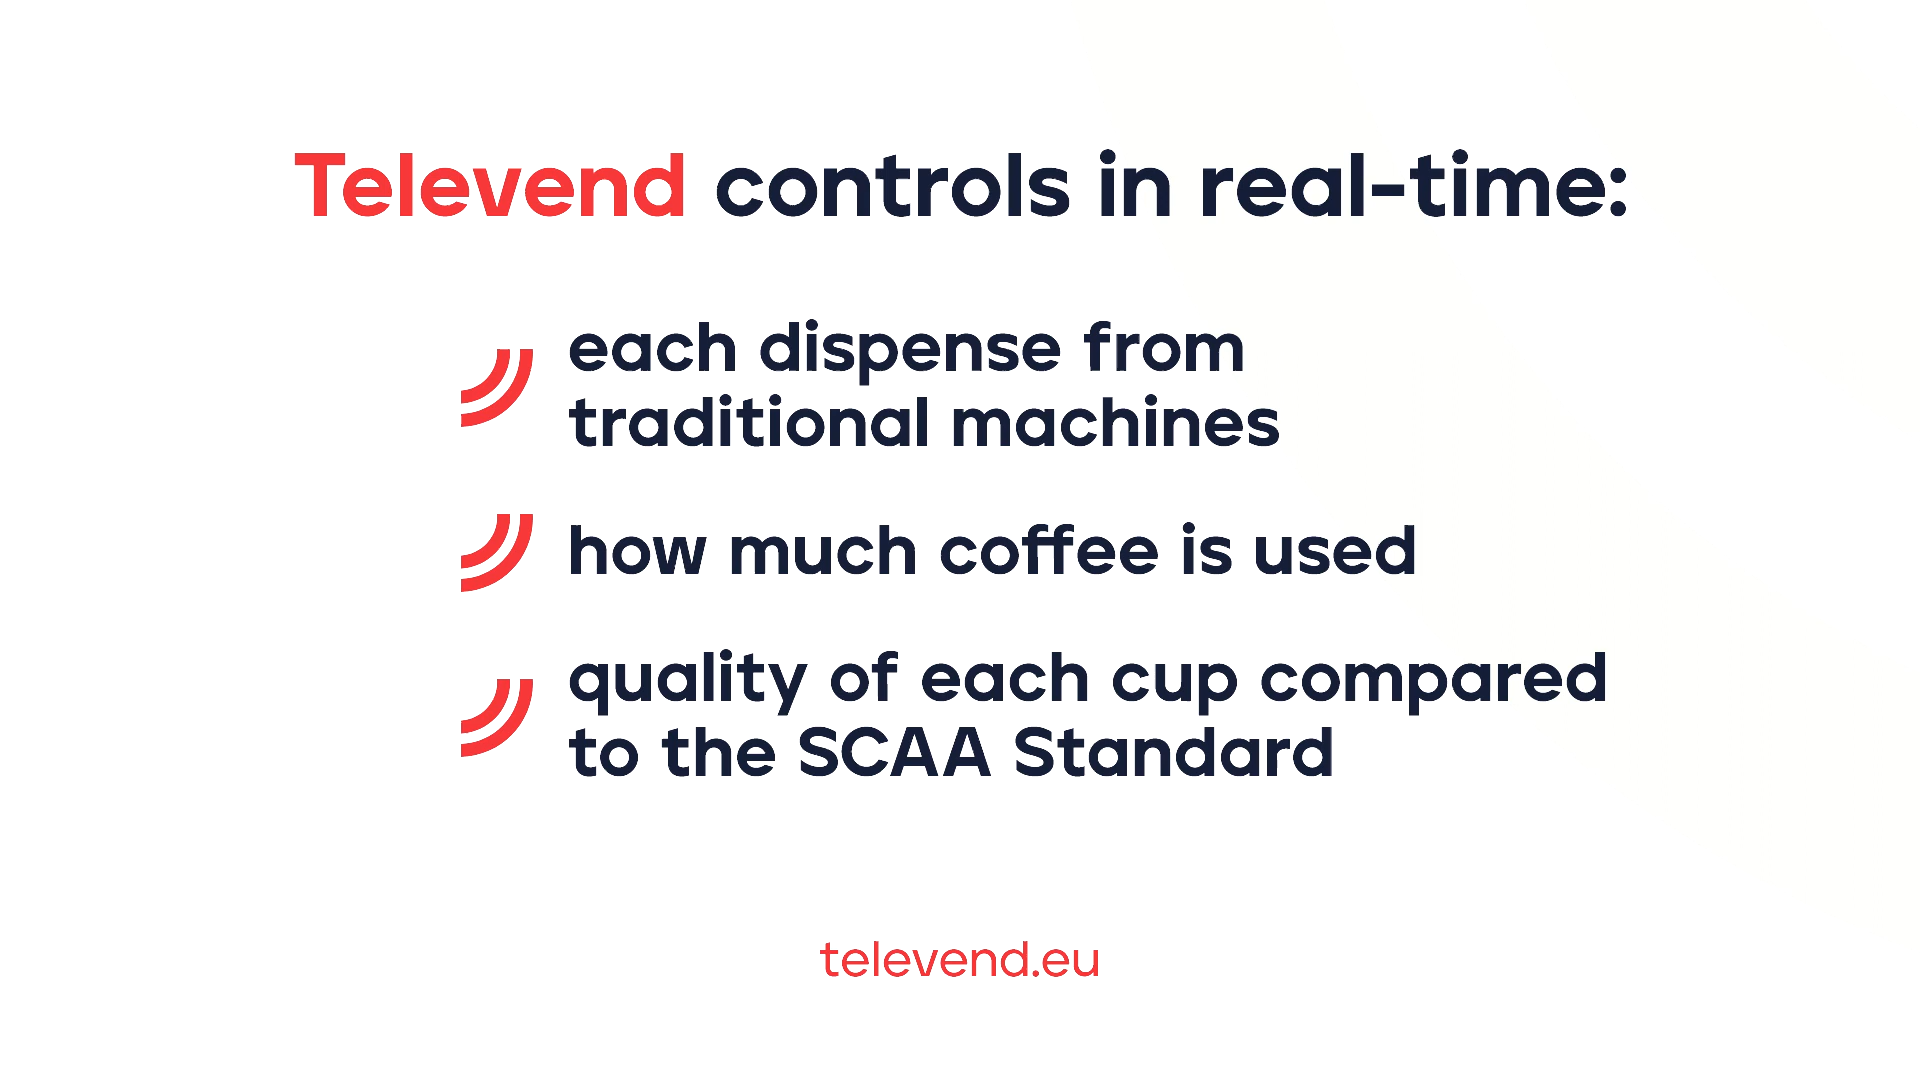 Televend controls in real-time:
each dispense from
traditional machines
how much coffee is used
quality of each cup compared
to the SCAA Standard
televend.eu